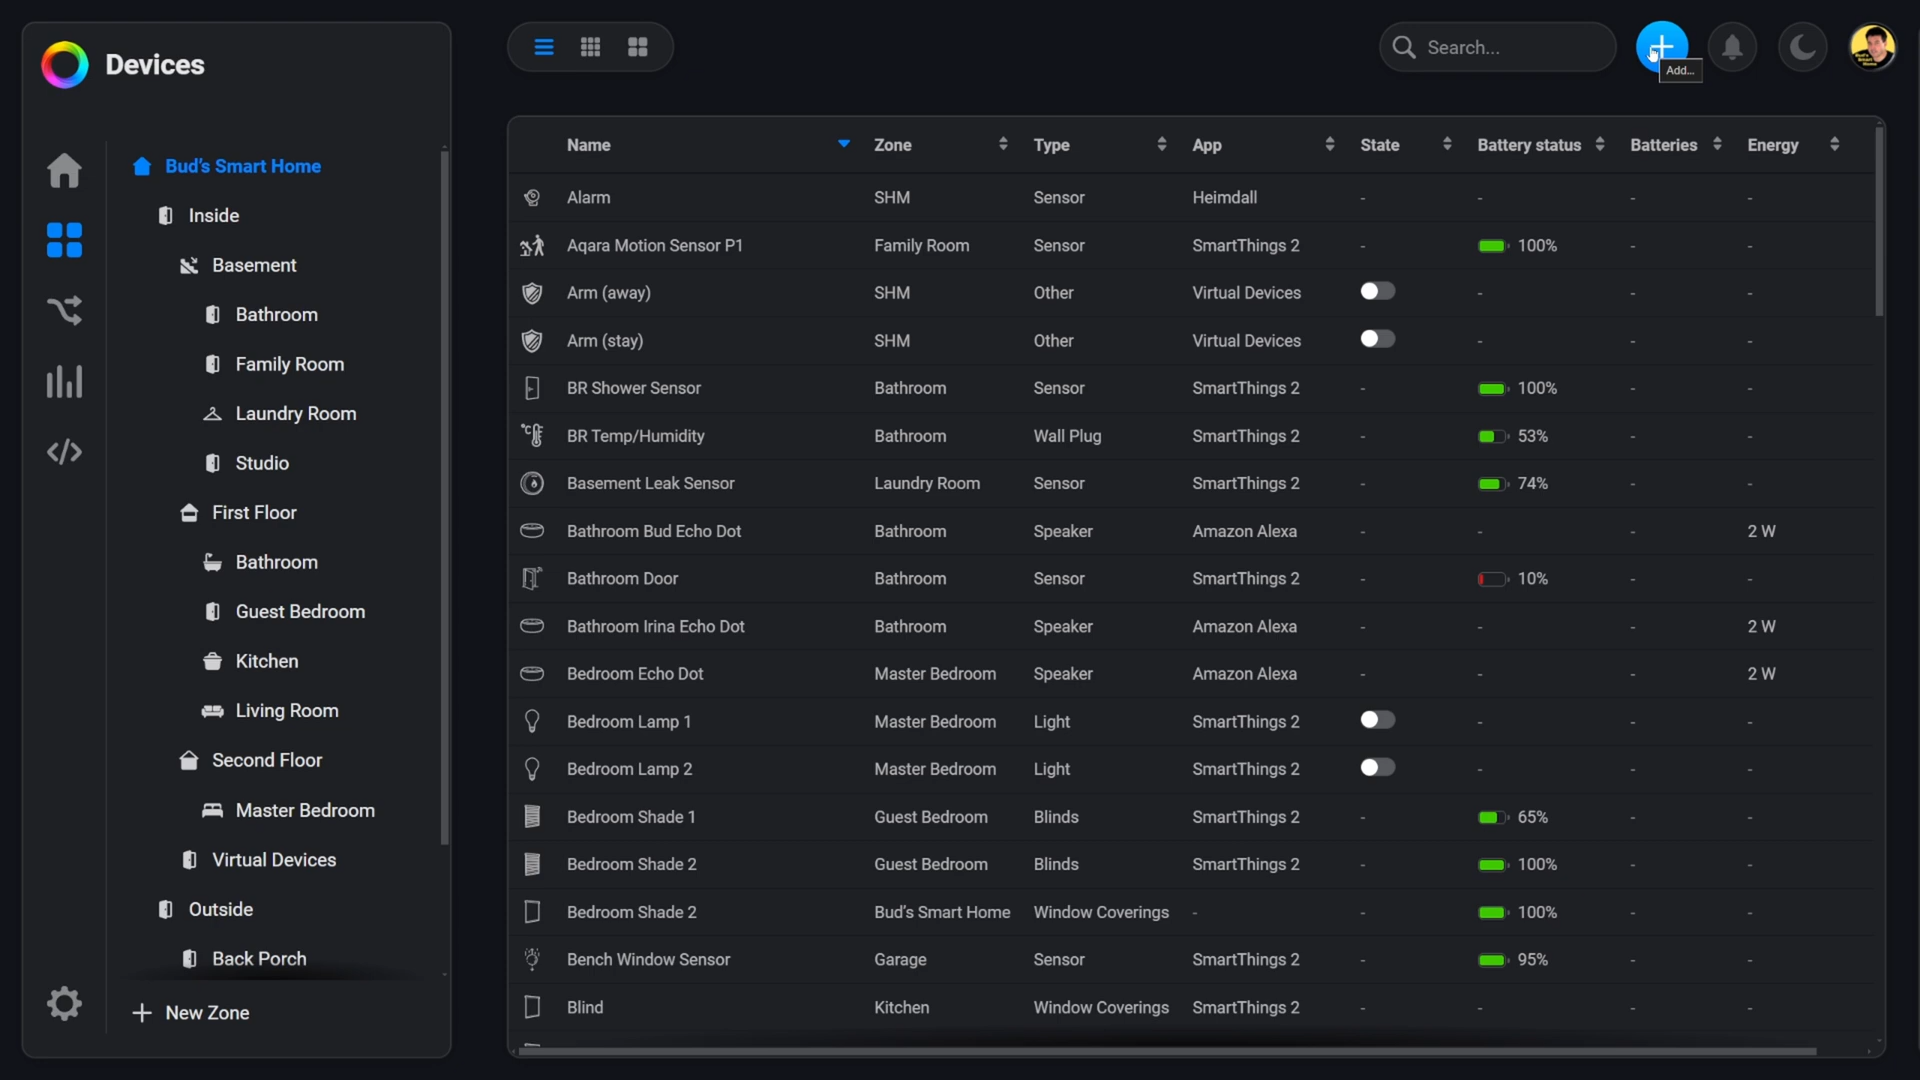 Devices
Search...
Add...
Bud's Smart Home
Inside
Basement
Bathroom
Family Room
Laundry Room
Studio
First Floor
Bathroom
Guest Bedroom
Kitchen
Living Room
Second Floor
Master Bedroom
Virtual Devices
Outside
Back Porch
New Zone
Name Zone Type App State Battery status Batteries Energy
Alarm SHM Sensor Heimdall - - - -
Aqara Motion Sensor P1 Family Room Sensor SmartThings 2 - 100% - -
Arm (away) SHM Other Virtual Devices - - -
Arm (stay) SHM Other Virtual Devices - - -
BR Shower Sensor Bathroom Sensor SmartThings 2 - 100% - -
°C BR Temp/Humidity Bathroom Wall Plug SmartThings 2 - 53% - -
Basement Leak Sensor Laundry Room Sensor SmartThings 2 - 74% - -
Bathroom Bud Echo Dot Bathroom Speaker Amazon Alexa - - - 2 W
Bathroom Door Bathroom Sensor SmartThings 2 - 10% - -
Bathroom Irina Echo Dot Bathroom Speaker Amazon Alexa - - - 2 W
Bedroom Echo Dot Master Bedroom Speaker Amazon Alexa - - - 2 W
Bedroom Lamp 1 Master Bedroom Light SmartThings 2 - - -
Bedroom Lamp 2 Master Bedroom Light SmartThings 2 - - -
Bedroom Shade 1 Guest Bedroom Blinds SmartThings 2 - 65% - -
Bedroom Shade 2 Guest Bedroom Blinds SmartThings 2 - 100% - -
Bedroom Shade 2 Bud's Smart Home Window Coverings - - 100% - -
Bench Window Sensor Garage Sensor SmartThings 2 - 95% - -
Blind Kitchen Window Coverings SmartThings 2 - - - -